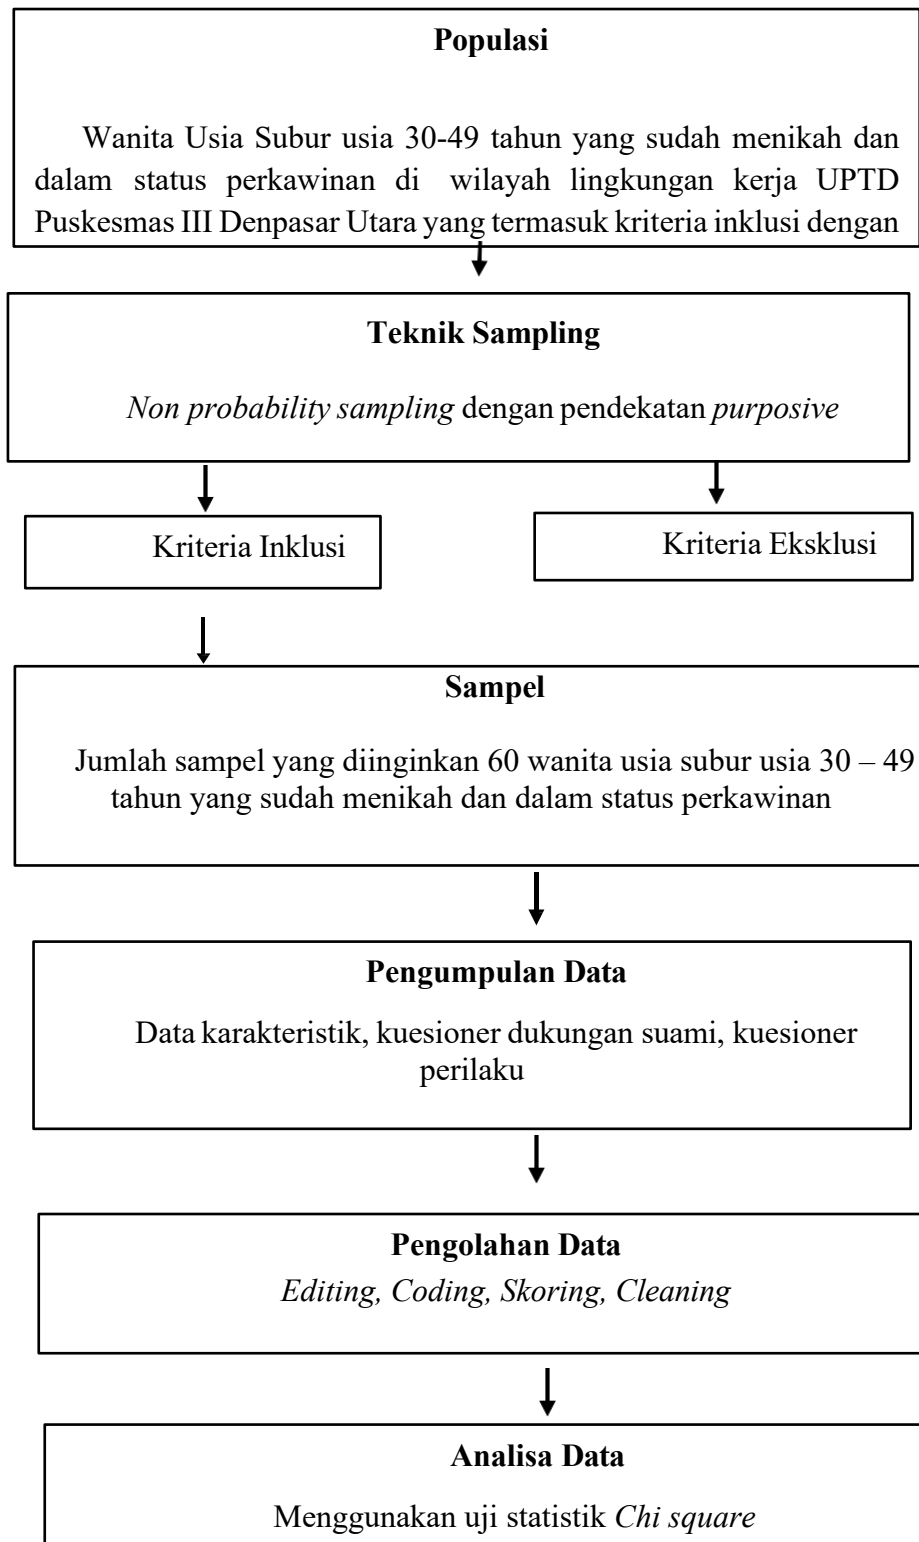 Populasi
Wanita Usia Subur usia 30-49 tahun yang sudah menikah dan
dalam status perkawinan di wilayah lingkungan kerja UPTD
Puskesmas III Denpasar Utara yang termasuk kriteria inklusi dengan
Teknik Sampling
Non probability sampling dengan pendekatan purposive
Kriteria Inklusi
Kriteria Eksklusi
Sampel
Jumlah sampel yang diinginkan 60 wanita usia subur usia 30 – 49
tahun yang sudah menikah dan dalam status perkawinan
Pengumpulan Data
Data karakteristik, kuesioner dukungan suami, kuesioner
perilaku
Pengolahan Data
Editing, Coding, Skoring, Cleaning
Analisa Data
Menggunakan uji statistik Chi square